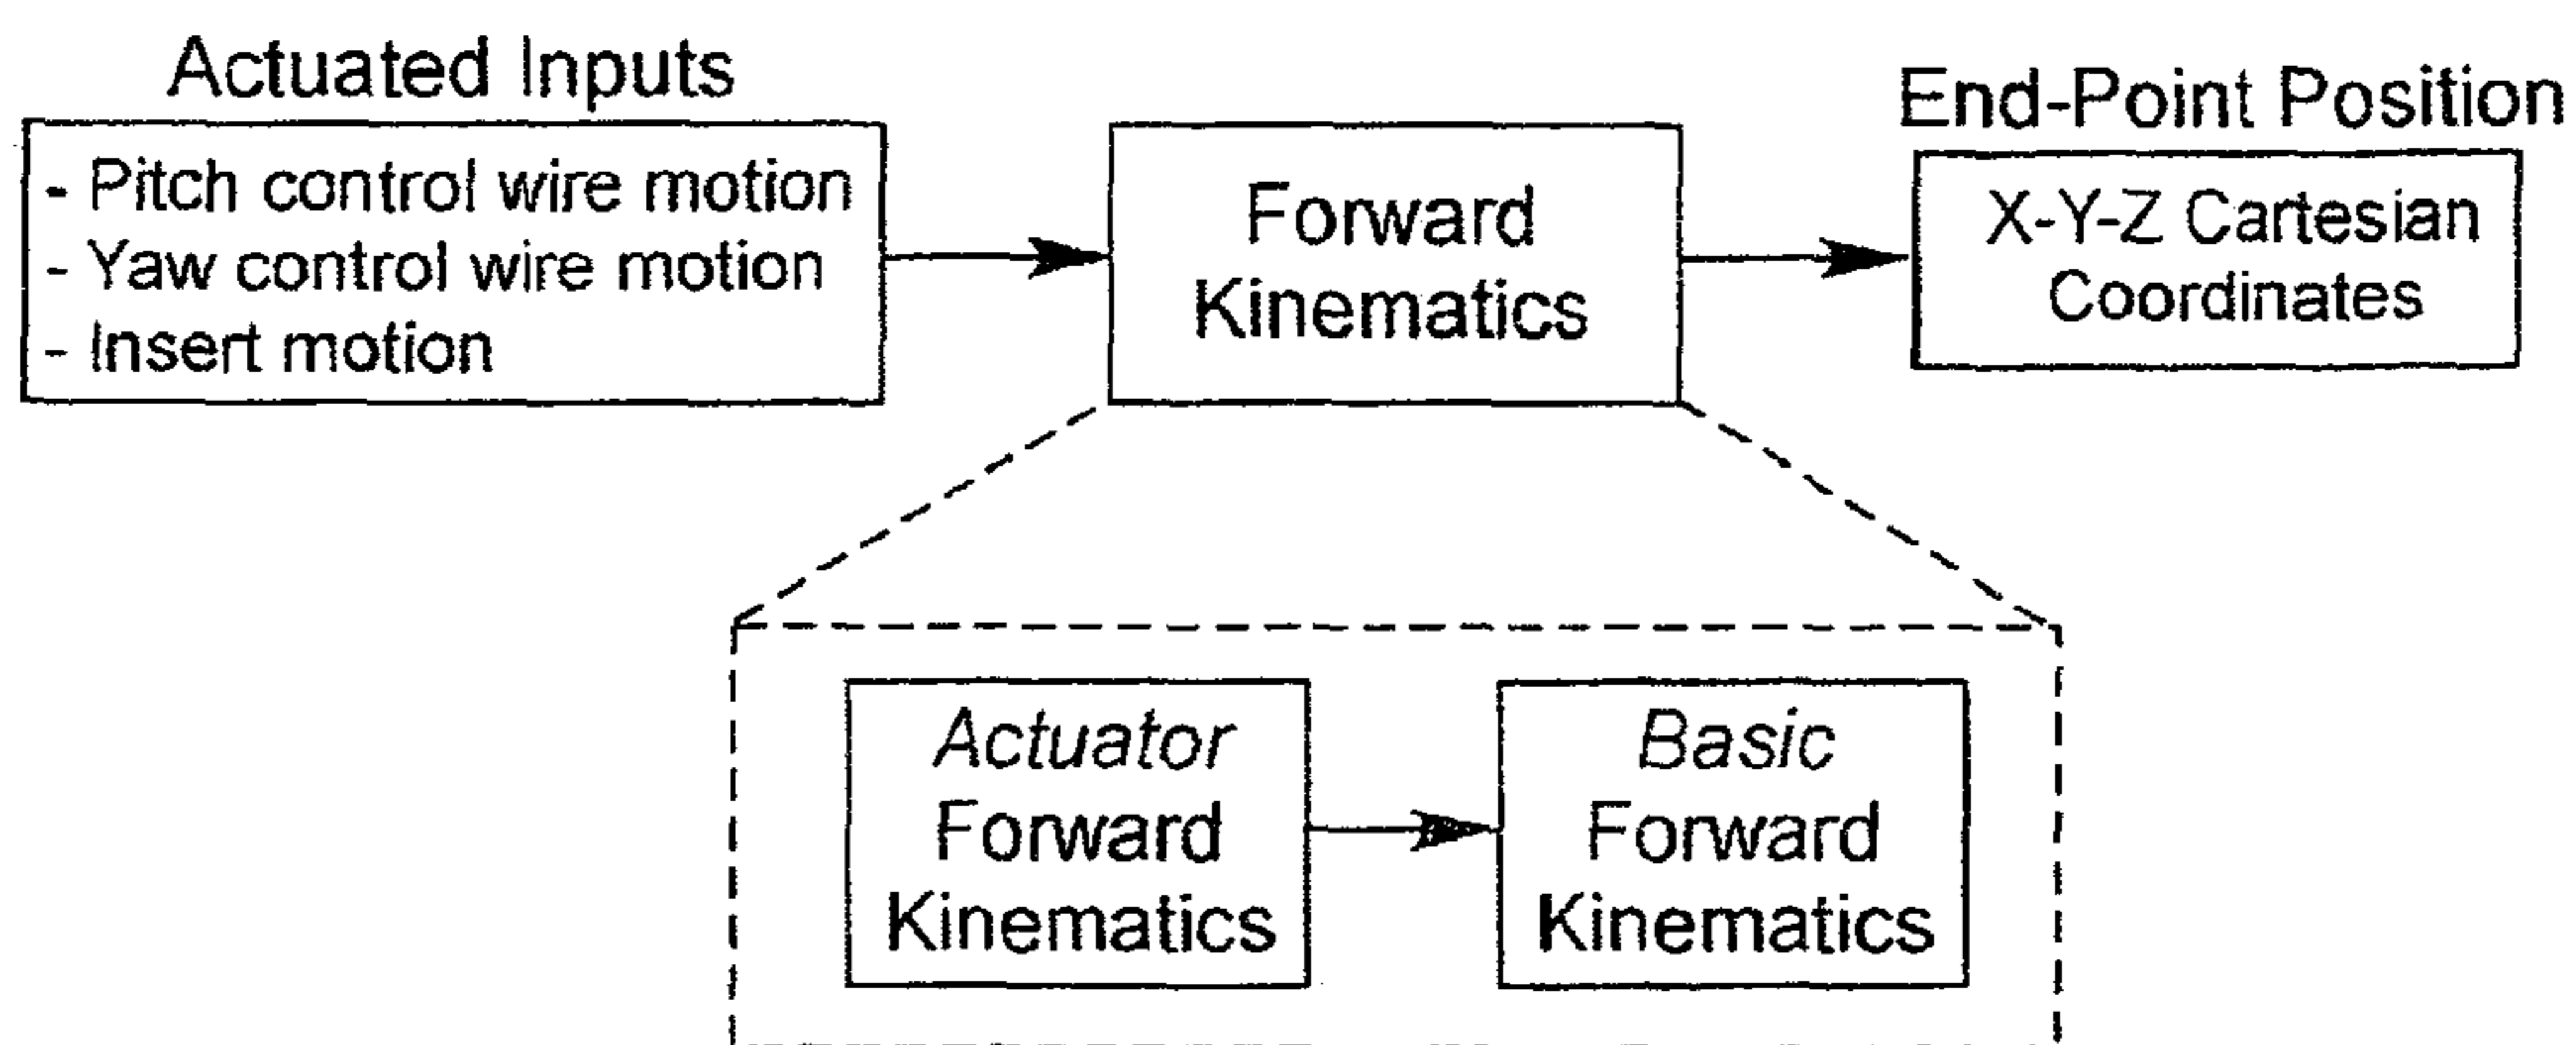 Actuated Inputs
- Pitch control wire motion
- Yaw control wire motion
- Insert motion
Forward
Kinematics
End-Point Position
X-Y-Z Cartesian
Coordinates
Actuator
Forward
Kinematics
Basic
Forward
Kinematics